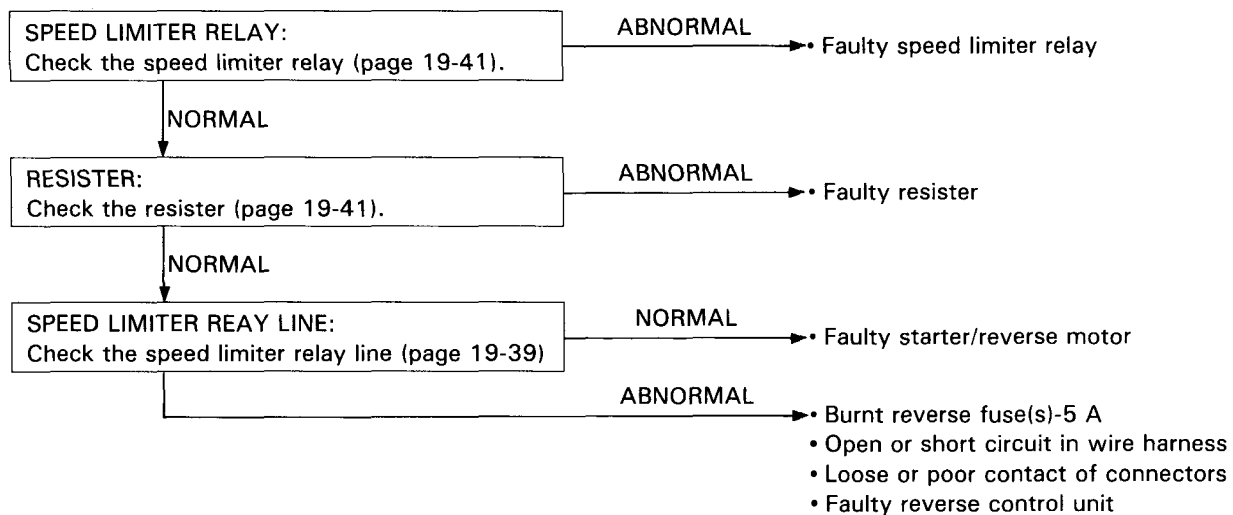 SPEED LIMITER RELAY:
Check the speed limiter relay (page 19-41).
ABNORMAL
• Faulty speed limiter relay
NORMAL
RESISTER:
Check the resister (page 19-41).
ABNORMAL
• Faulty resister
NORMAL
SPEED LIMITER REAY LINE:
Check the speed limiter relay line (page 19-39)
NORMAL
• Faulty starter/reverse motor
ABNORMAL
• Burnt reverse fuse(s)-5 A
• Open or short circuit in wire harness
• Loose or poor contact of connectors
• Faulty reverse control unit